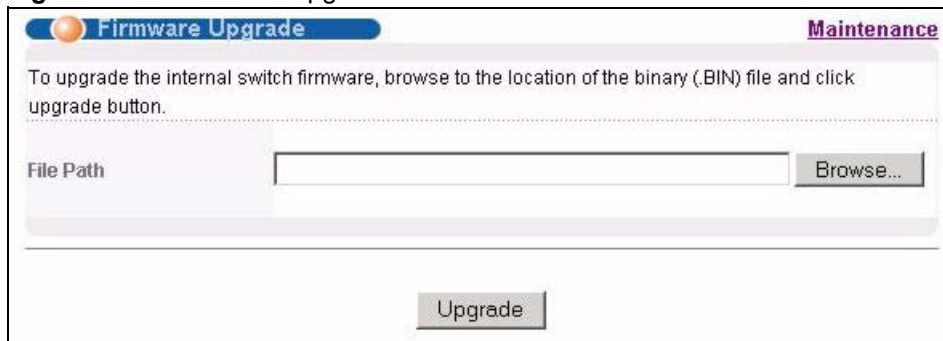 Firmware Upgrade
Maintenance
To upgrade the internal switch firmware, browse to the location of the binary (.BIN) file and click
upgrade button.
File Path
Browse...
Upgrade